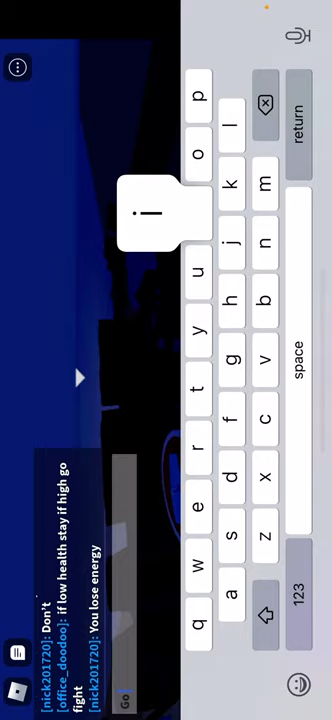 [nick201720]: Don't
[office_doodoo]: if low health stay if high go
fight
[nick201720]: You lose energy
Go
q w e r t y u i o p
a s d f g h j k l
z x c v b n m
123 space return